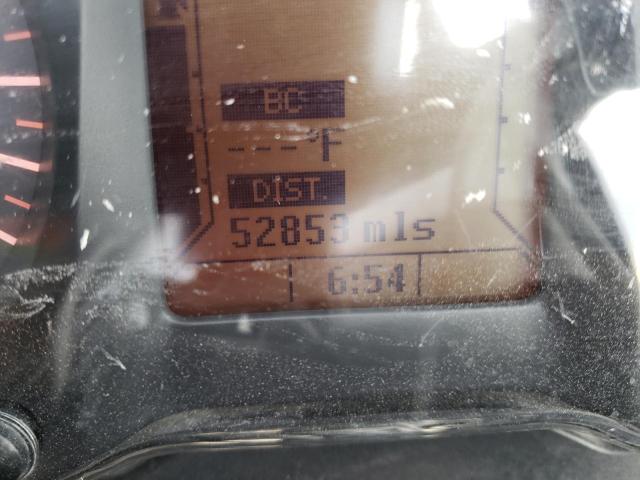 BC
---°F
DIST.
52853 mls
6:54